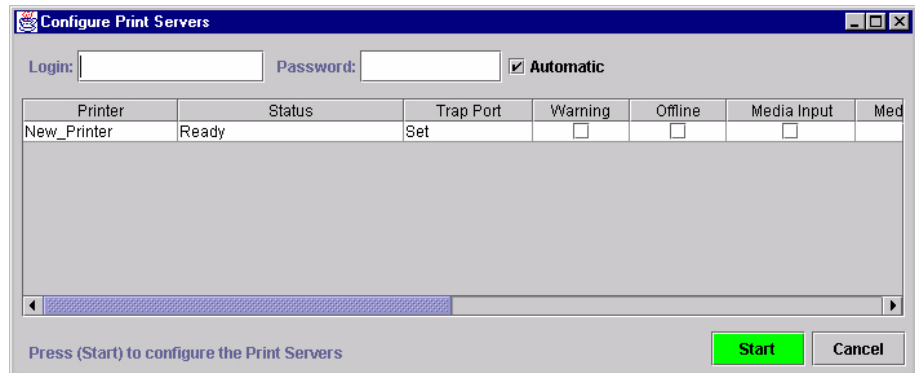 Configure Print Servers
Login: Password: Automatic
Printer Status Trap Port Warning Offline Media Input Med
New_Printer Ready Set
Press (Start) to configure the Print Servers Start Cancel